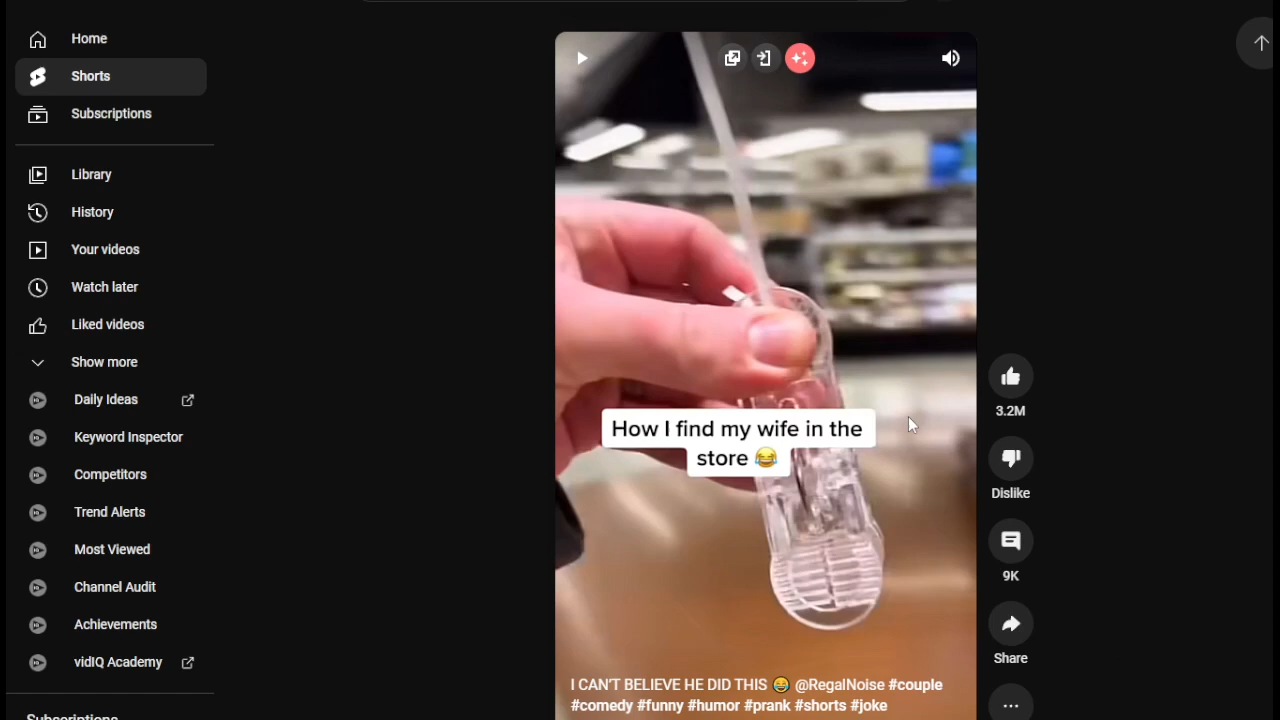 Home
Shorts
Subscriptions
Library
History
Your videos
Watch later
Liked videos
Show more
Daily Ideas
Keyword Inspector
Competitors
Trend Alerts
Most Viewed
Channel Audit
Achievements
vidIQ Academy
Subscriptions
How I find my wife in the
store 😂
I CAN'T BELIEVE HE DID THIS 😂 @RegalNoise #couple
#comedy #funny #humor #prank #shorts #joke
3.2M
Dislike
9K
Share